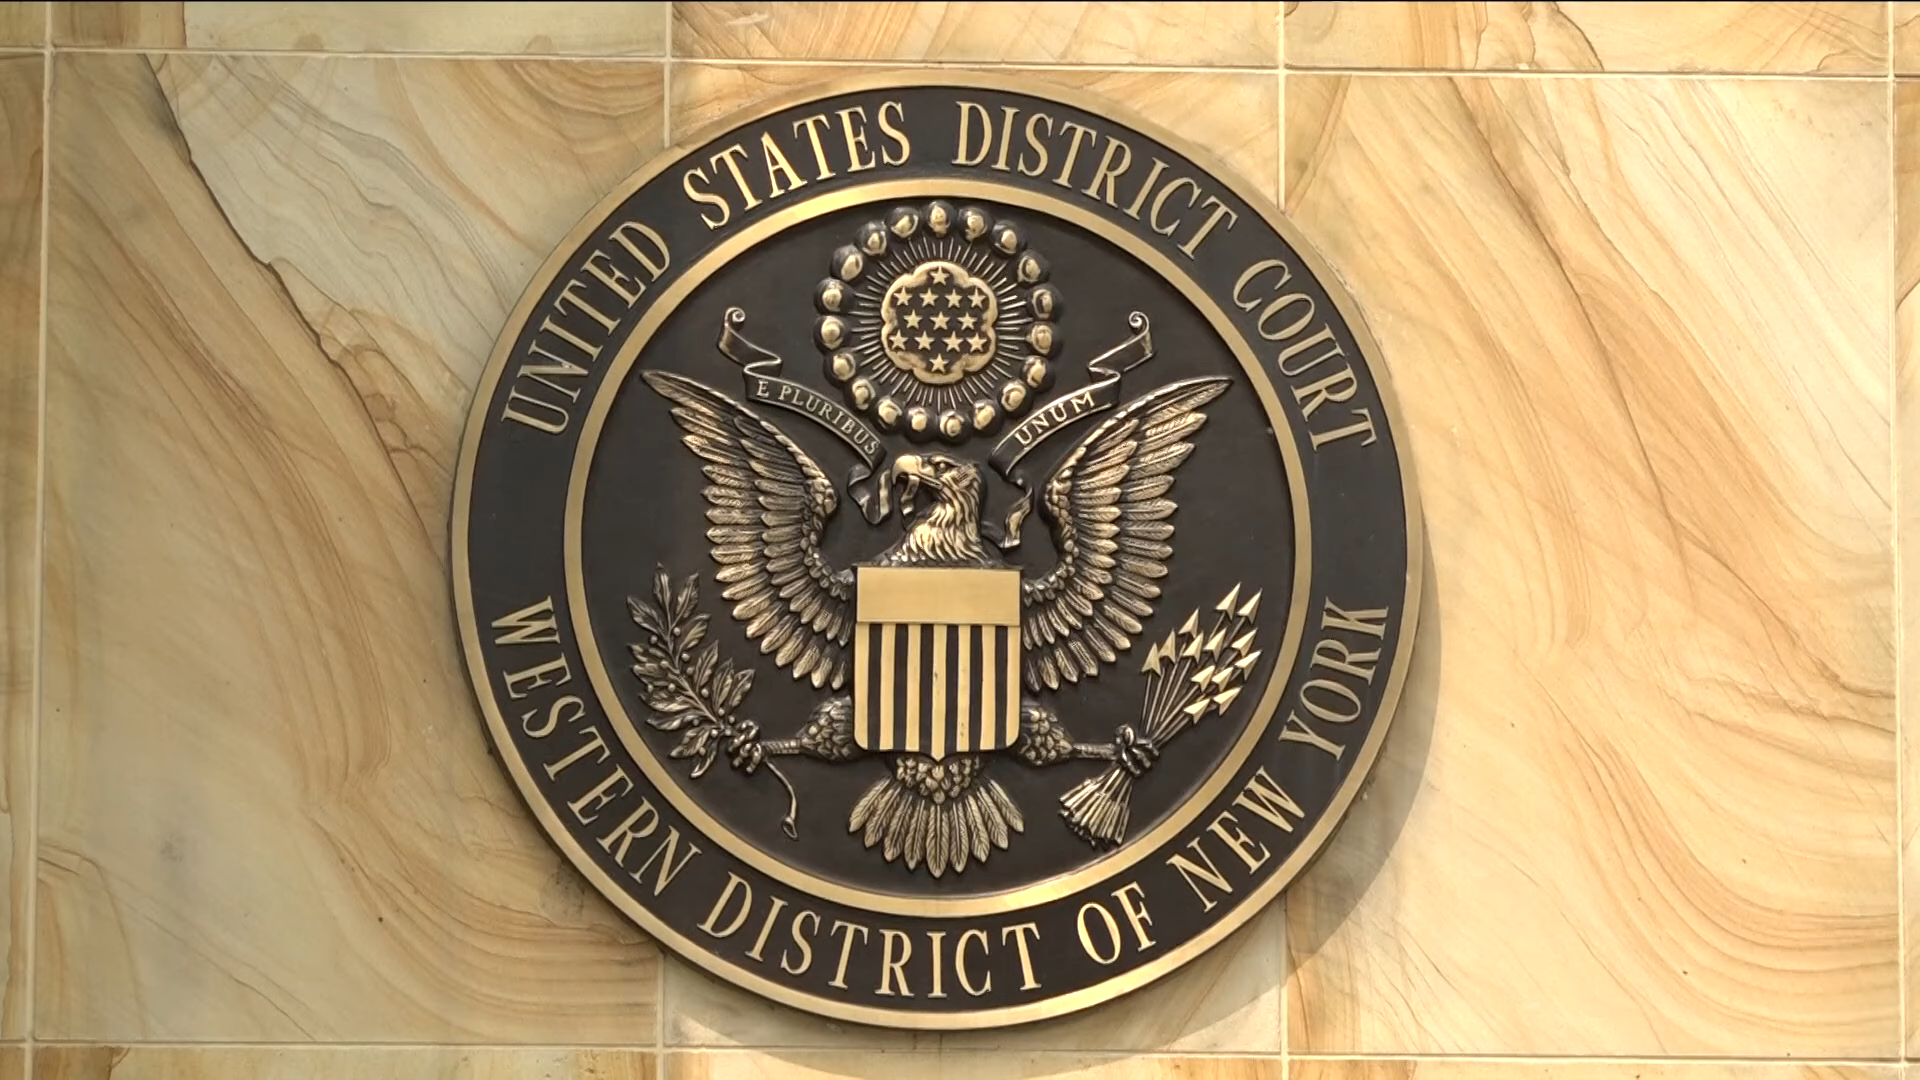 UNITED STATES DISTRICT COURT
E PLURIBUS UNUM
WESTERN DISTRICT OF NEW YORK